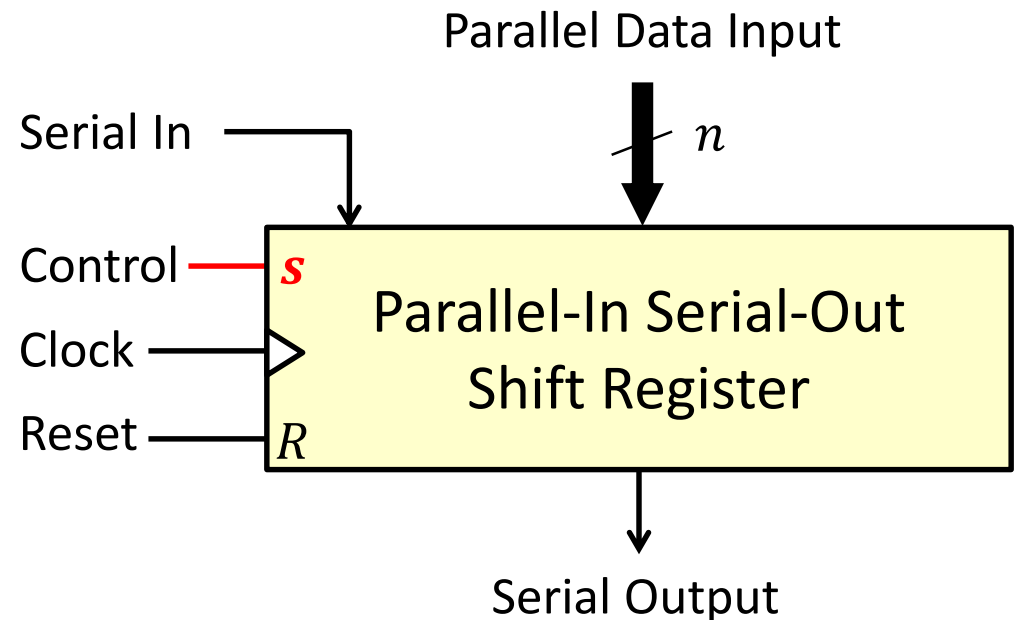 Parallel Data Input
Serial In
n
Control
s
Parallel-In Serial-Out
Clock
Shift Register
Reset
R
Serial Output